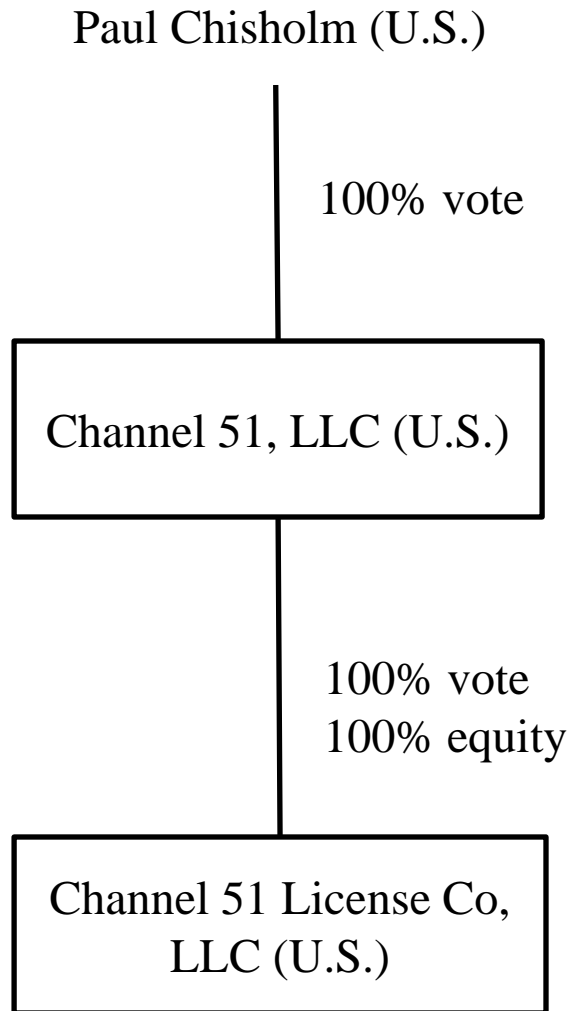 Paul Chisholm (U.S.)
100% vote
Channel 51, LLC (U.S.)
100% vote
100% equity
Channel 51 License Co,
LLC (U.S.)